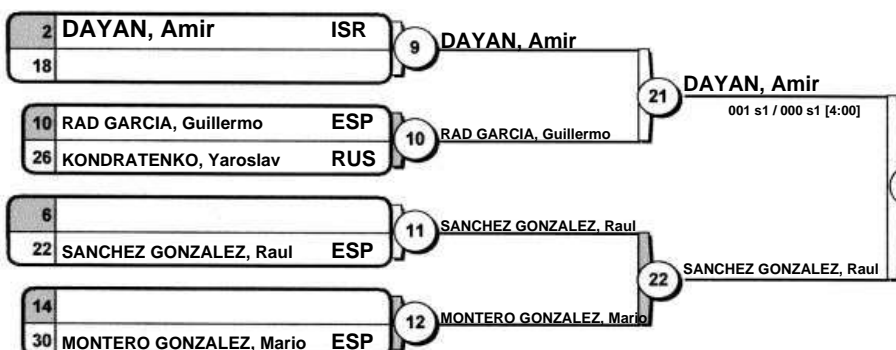 2 DAYAN, Amir ISR
18
9 DAYAN, Amir
10 RAD GARCIA, Guillermo ESP
26 KONDRATENKO, Yaroslav RUS
10 RAD GARCIA, Guillermo
21 DAYAN, Amir
001 s1 / 000 s1 [4:00]
6
22 SANCHEZ GONZALEZ, Raul ESP
11 SANCHEZ GONZALEZ, Raul
14
30 MONTERO GONZALEZ, Mario ESP
12 MONTERO GONZALEZ, Mario
22 SANCHEZ GONZALEZ, Raul